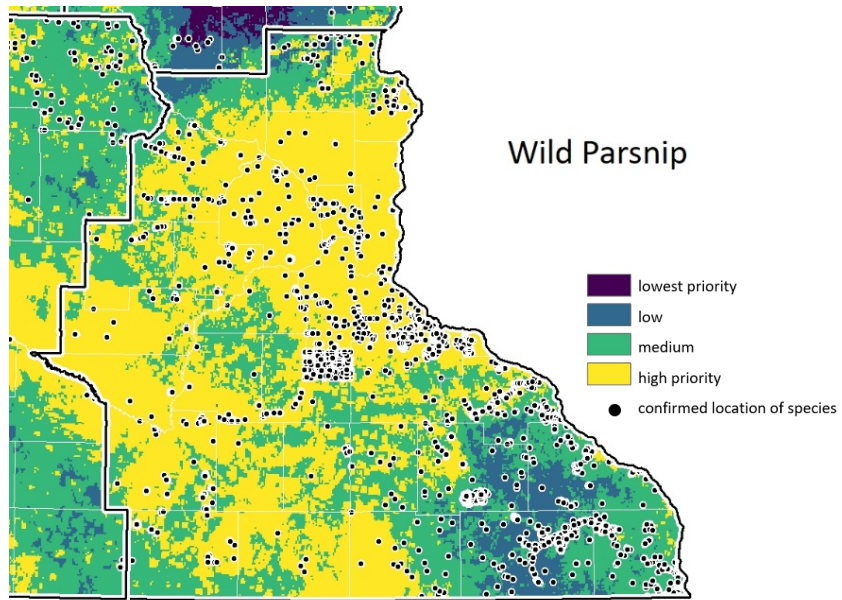 Wild Parsnip
lowest priority
low
medium
high priority
confirmed location of species